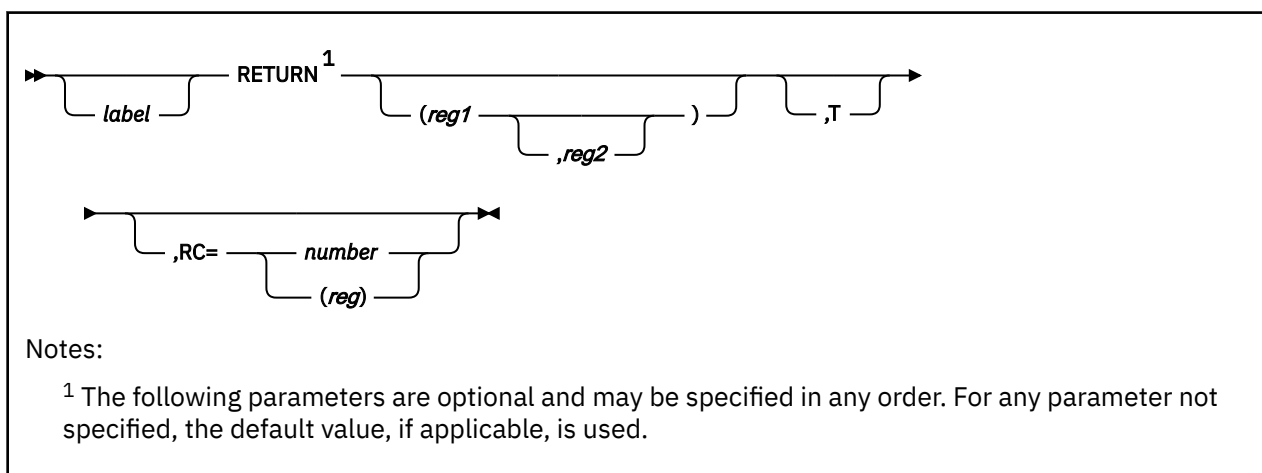 label RETURN 1 (reg1 ,reg2 ) ,T
,RC= number
(reg)
Notes:
1 The following parameters are optional and may be specified in any order. For any parameter not
specified, the default value, if applicable, is used.